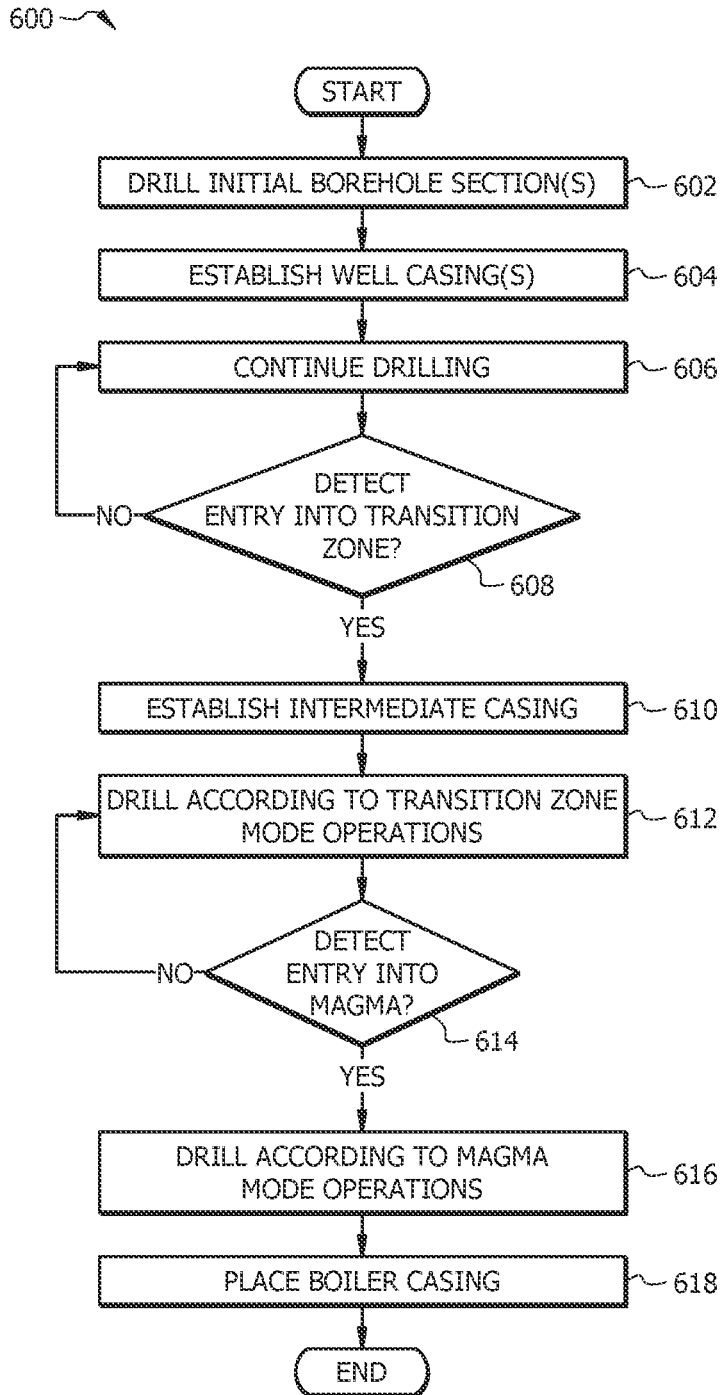 600
START
DRILL INITIAL BOREHOLE SECTION(S)
602
ESTABLISH WELL CASING(S)
604
CONTINUE DRILLING
606
DETECT
ENTRY INTO TRANSITION
ZONE?
NO
608
YES
ESTABLISH INTERMEDIATE CASING
610
DRILL ACCORDING TO TRANSITION ZONE
MODE OPERATIONS
612
DETECT
ENTRY INTO
MAGMA?
NO
614
YES
DRILL ACCORDING TO MAGMA
MODE OPERATIONS
616
PLACE BOILER CASING
618
END